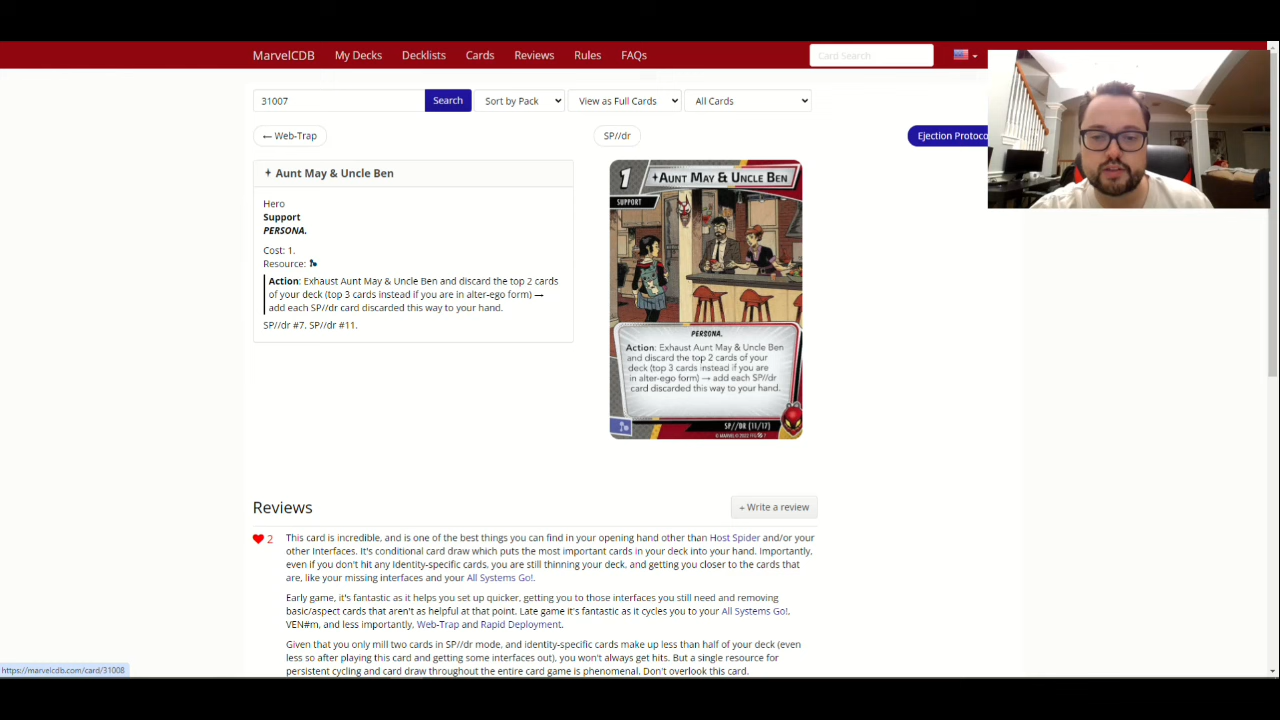 MarvelCDB My Decks Decklists Cards Reviews Rules FAQs Card Search
31007 Search Sort by Pack View as Full Cards All Cards
← Web-Trap SP//dr Ejection Protoco
Aunt May & Uncle Ben
Hero
Support
PERSONA.
Cost: 1.
Resource:
Action: Exhaust Aunt May & Uncle Ben and discard the top 2 cards
of your deck (top 3 cards instead if you are in alter-ego form) →
add each SP//dr card discarded this way to your hand.
SP//dr #7. SP//dr #11.
1 AUNT MAY & UNCLE BEN
SUPPORT
PERSONA.
Action: Exhaust Aunt May & Uncle Ben
and discard the top 2 cards of your
deck (top 3 cards instead if you are
in alter-ego form) → add each SP//dr
card discarded this way to your hand.
SP//DR (11/17)
Reviews
+ Write a review
2 This card is incredible, and is one of the best things you can find in your opening hand other than Host Spider and/or your
other Interfaces. It's conditional card draw which puts the most important cards in your deck into your hand. Importantly,
even if you don't hit any Identity-specific cards, you are still thinning your deck, and getting you closer to the cards that
are, like your missing interfaces and your All Systems Go!.
Early game, it's fantastic as it helps you set up quicker, getting you to those interfaces you still need and removing
basic/aspect cards that aren't as helpful at that point. Late game it's fantastic as it cycles you to your All Systems Go!,
VEN#m, and less importantly, Web-Trap and Rapid Deployment.
Given that you only mill two cards in SP//dr mode, and identity-specific cards make up less than half of your deck (even
less so after playing this card and getting some interfaces out), you won't always get hits. But a single resource for
persistent cycling and card draw throughout the entire card game is phenomenal. Don't overlook this card.
https://marvelcdb.com/card/31008